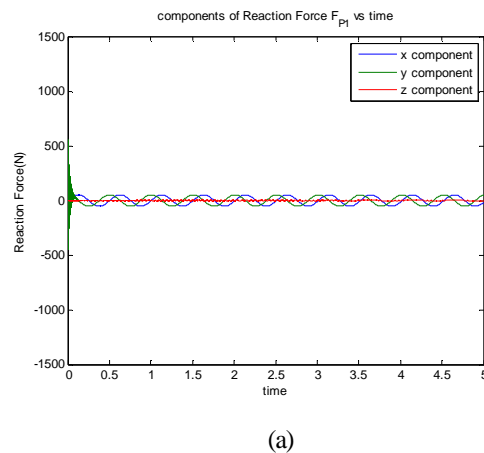 components of Reaction Force F_P1 vs time
x component
y component
z component
1500
1000
500
0
-500
-1000
-1500
Reaction Force(N)
0 0.5 1 1.5 2 2.5 3 3.5 4 4.5 5
time
(a)